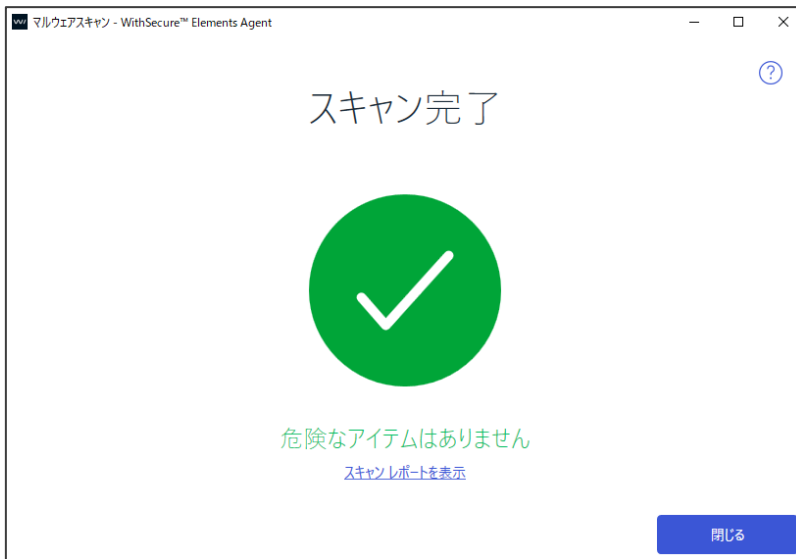 マルウェアスキャン - WithSecure™ Elements Agent
?
スキャン完了
危険なアイテムはありません
スキャン レポートを表示
閉じる